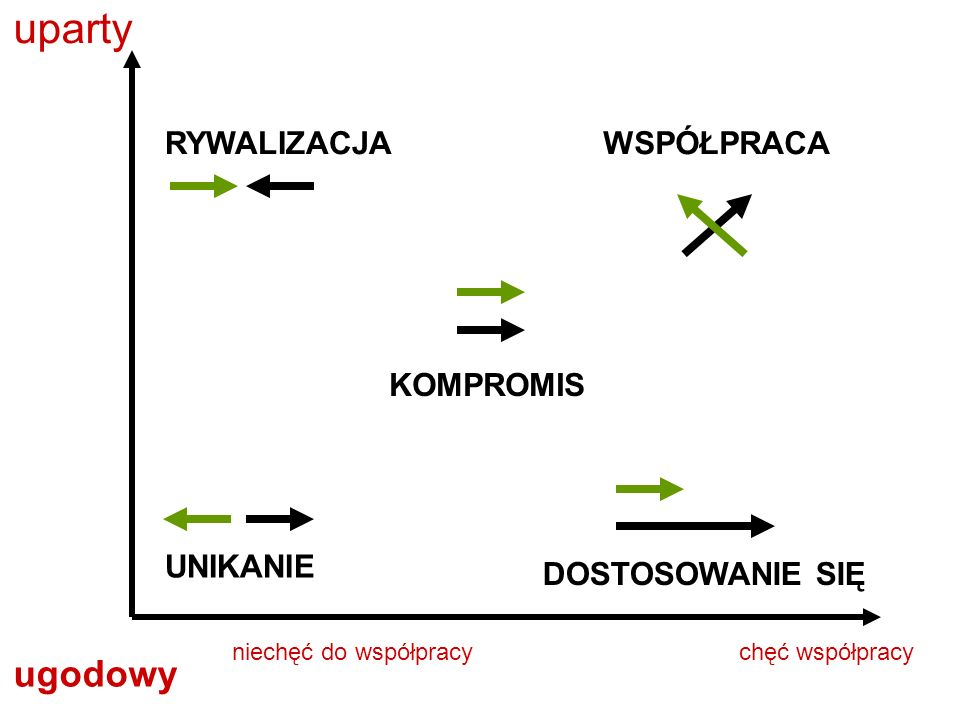 uparty
RYWALIZACJA
WSPÓŁPRACA
KOMPROMIS
UNIKANIE
DOSTOSOWANIE SIĘ
niechęć do współpracy
chęć współpracy
ugodowy